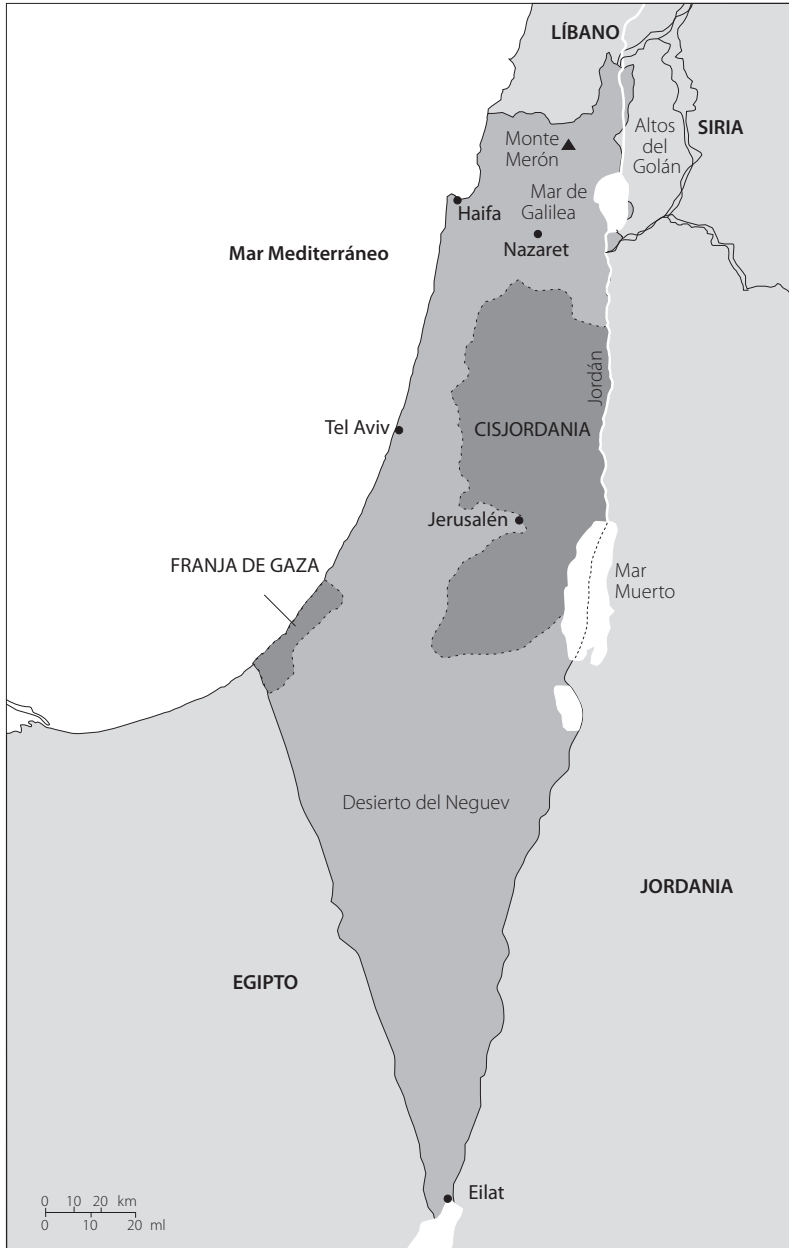 LÍBANO
Monte
Merón
Altos
del
Golán
SIRIA
Mar de
Galilea
Haifa
Nazaret
Mar Mediterráneo
Jordán
Tel Aviv
CISJORDANIA
Jerusalén
FRANJA DE GAZA
Mar
Muerto
Desierto del Neguev
JORDANIA
EGIPTO
Eilat
0 10 20 km
0 10 20 ml